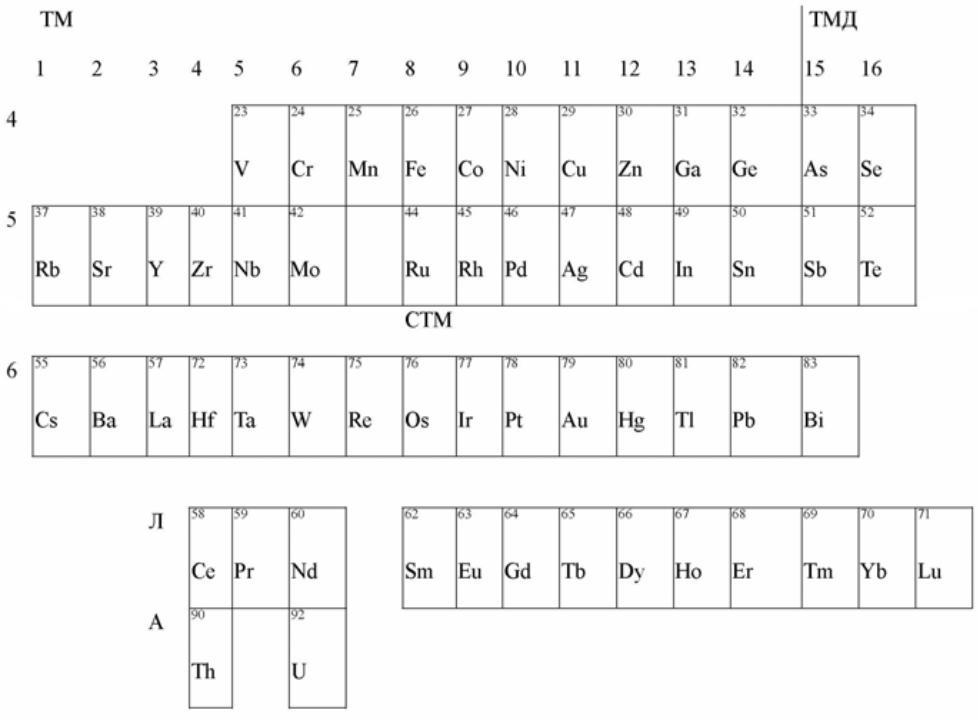 ТМ ТМД
1 2 3 4 5 6 7 8 9 10 11 12 13 14 15 16
4
23 24 25 26 27 28 29 30 31 32 33 34
V Cr Mn Fe Co Ni Cu Zn Ga Ge As Se
5
37 38 39 40 41 42 44 45 46 47 48 49 50 51 52
Rb Sr Y Zr Nb Mo Ru Rh Pd Ag Cd In Sn Sb Te
СТМ
6
55 56 57 72 73 74 75 76 77 78 79 80 81 82 83
Cs Ba La Hf Ta W Re Os Ir Pt Au Hg Tl Pb Bi
Л
58 59 60 62 63 64 65 66 67 68 69 70 71
Ce Pr Nd Sm Eu Gd Tb Dy Ho Er Tm Yb Lu
А
90 92
Th U